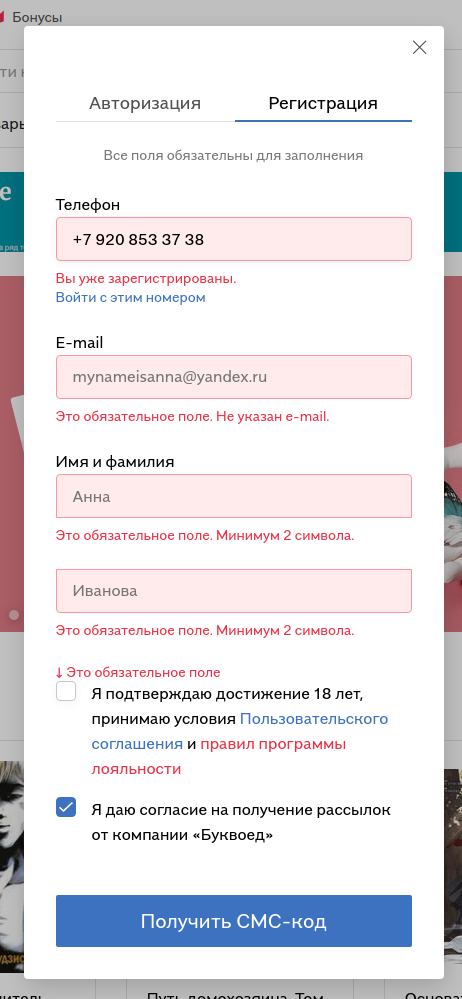 Бонусы
Авторизация
Регистрация
Все поля обязательны для заполнения
Телефон
+7 920 853 37 38
Вы уже зарегистрированы.
Войти с этим номером
E-mail
mynameisanna@yandex.ru
Это обязательное поле. Не указан e-mail.
Имя и фамилия
Анна
Это обязательное поле. Минимум 2 символа.
Иванова
Это обязательное поле. Минимум 2 символа.
↓ Это обязательное поле
Я подтверждаю достижение 18 лет,
принимаю условия Пользовательского
соглашения и правил программы
лояльности
Я даю согласие на получение рассылок
от компании «Буквоед»
Получить СМС-код
Путь домохозяина. Том